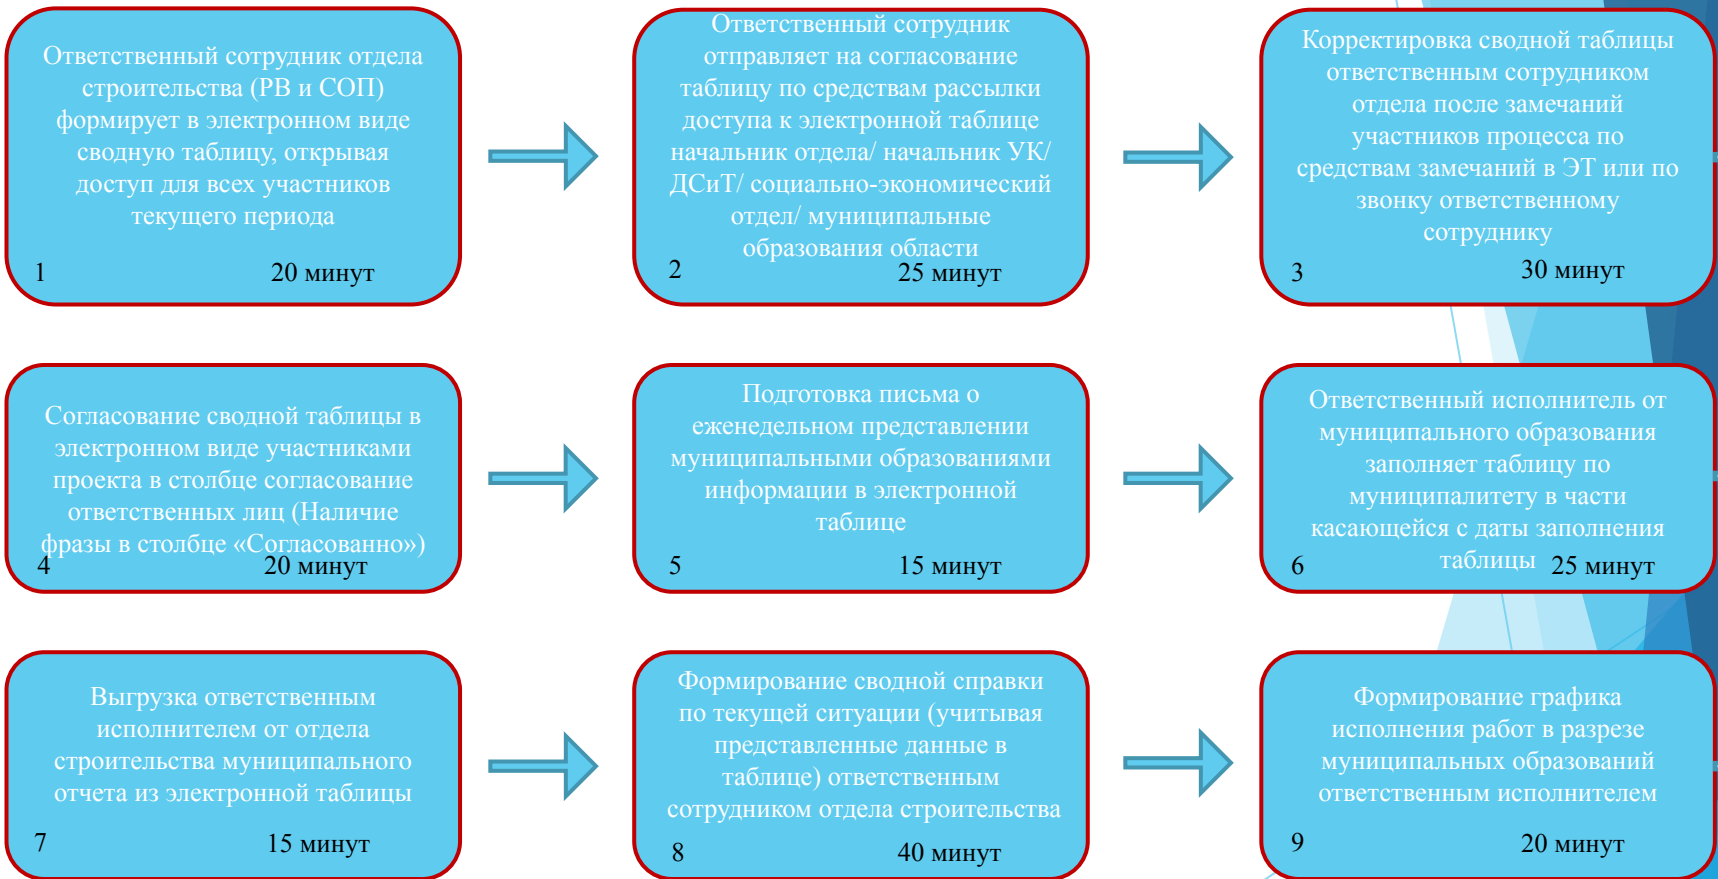 Ответственный сотрудник отдела
строительства (РВ и СОП)
формирует в электронном виде
сводную таблицу, открывая
доступ для всех участников
текущего периода
1
20 минут
Ответственный сотрудник
отправляет на согласование
таблицу по средствам рассылки
доступа к электронной таблице
начальник отдела/ начальник УК/
ДСиТ/ социально-экономический
отдел/ муниципальные
образования области
2
25 минут
Корректировка сводной таблицы
ответственным сотрудником
отдела после замечаний
участников процесса по
средствам замечаний в ЭТ или по
звонку ответственному
сотруднику
3
30 минут
Согласование сводной таблицы в
электронном виде участниками
проекта в столбце согласование
ответственных лиц (Наличие
фразы в столбце «Согласованно»)
4
20 минут
Подготовка письма о
еженедельном представлении
муниципальными образованиями
информации в электронной
таблице
5
15 минут
Ответственный исполнитель от
муниципального образования
заполняет таблицу по
муниципалитету в части
касающейся с даты заполнения
таблицы
6
25 минут
Выгрузка ответственным
исполнителем от отдела
строительства муниципального
отчета из электронной таблицы
7
15 минут
Формирование сводной справки
по текущей ситуации (учитывая
представленные данные в
таблице) ответственным
сотрудником отдела строительства
8
40 минут
Формирование графика
исполнения работ в разрезе
муниципальных образований
ответственным исполнителем
9
20 минут